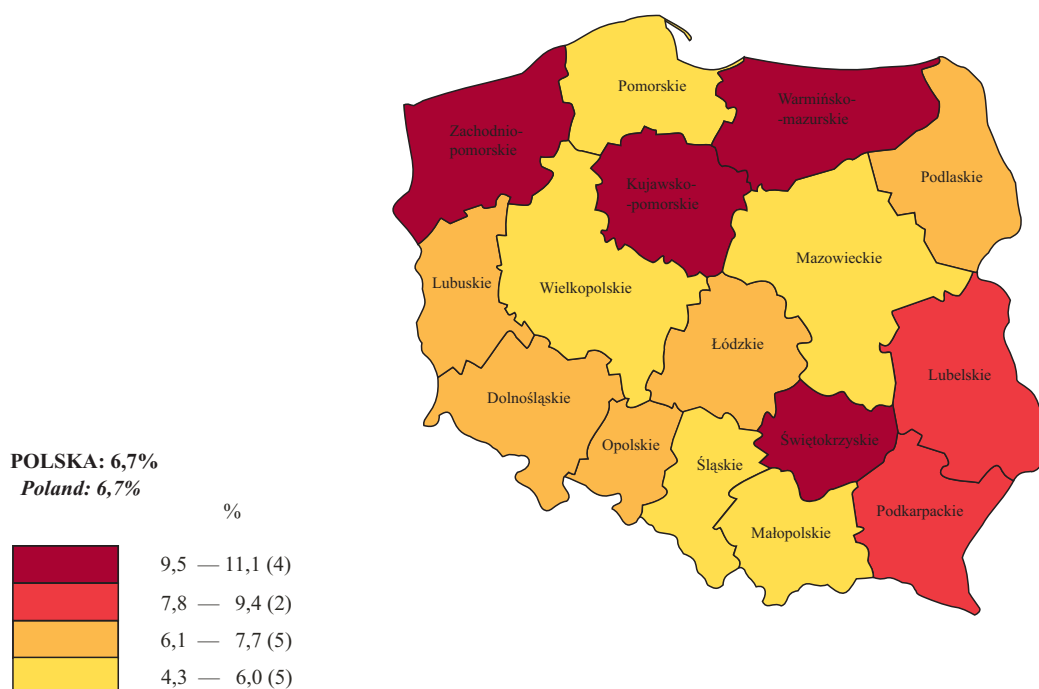 Pomorskie
Warmińsko-
-mazurskie
Zachodnio-
pomorskie
Podlaskie
Kujawsko-
-pomorskie
Mazowieckie
Lubuskie
Wielkopolskie
Łódzkie
Lubelskie
Dolnośląskie
Opolskie
Świętokrzyskie
Śląskie
Podkarpackie
Małopolskie
POLSKA: 6,7%
Poland: 6,7%
%
9,5 — 11,1 (4)
7,8 — 9,4 (2)
6,1 — 7,7 (5)
4,3 — 6,0 (5)